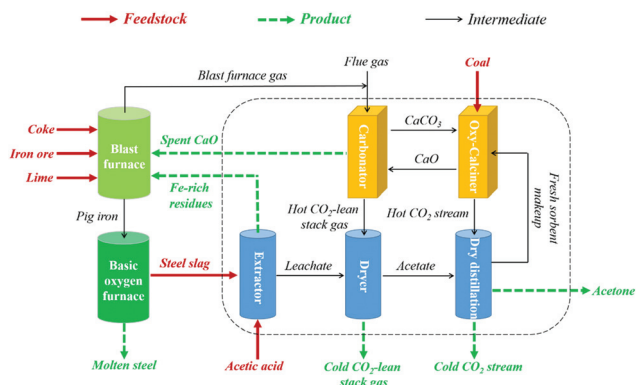 Feedstock
Product
Intermediate
Blast furnace gas
Flue gas
Coal
Coke
Iron ore
Lime
Blast
furnace
Spent CaO
Fe-rich
residues
Carbonator
CaCO3
CaO
Oxy-Calciner
Fresh sorbent
makeup
Pig iron
Hot CO2-lean
stack gas
Hot CO2 stream
Basic
oxygen
furnace
Steel slag
Extractor
Leachate
Dryer
Acetate
Dry distillation
Acetone
Molten steel
Acetic acid
Cold CO2-lean
stack gas
Cold CO2 stream